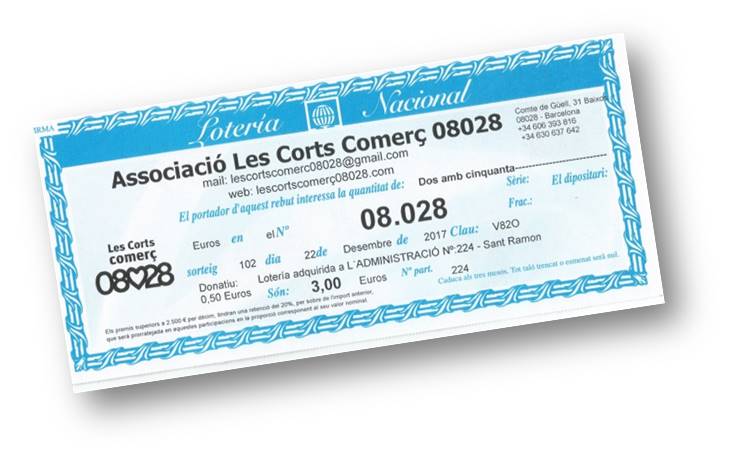 IRMA
Lotería Nacional
Associació Les Corts Comerç 08028
mail: lescortscomerc08028@gmail.com
web: lescortscomerç08028.com
Comte de Güell, 31 Baixos
08028 - Barcelona
+34 606 393 816
+34 630 637 642
El portador d'aquest rebut interessa la quantitat de: Dos amb cinquanta-----------------------
Euros en el Nº 08.028 Sèrie: El dipositari:
Frac.:
Les Corts
comerç
08028
sorteig 102 dia 22 de Desembre de 2017 Clau: V82O
Donatiu: Loteria adquirida a L´ADMINISTRACIÓ Nº:224 - Sant Ramon
0,50 Euros Són: 3,00 Euros Nº part. 224
Caduca als tres mesos. Tot taló trencat o esmenat serà nul.
Els premis superiors a 2.500 € per dècim, tindran una retenció del 20%, per sobre de l'import anterior,
que serà prorratejada en aquestes participacions en la proporció corresponent al seu valor nominal.